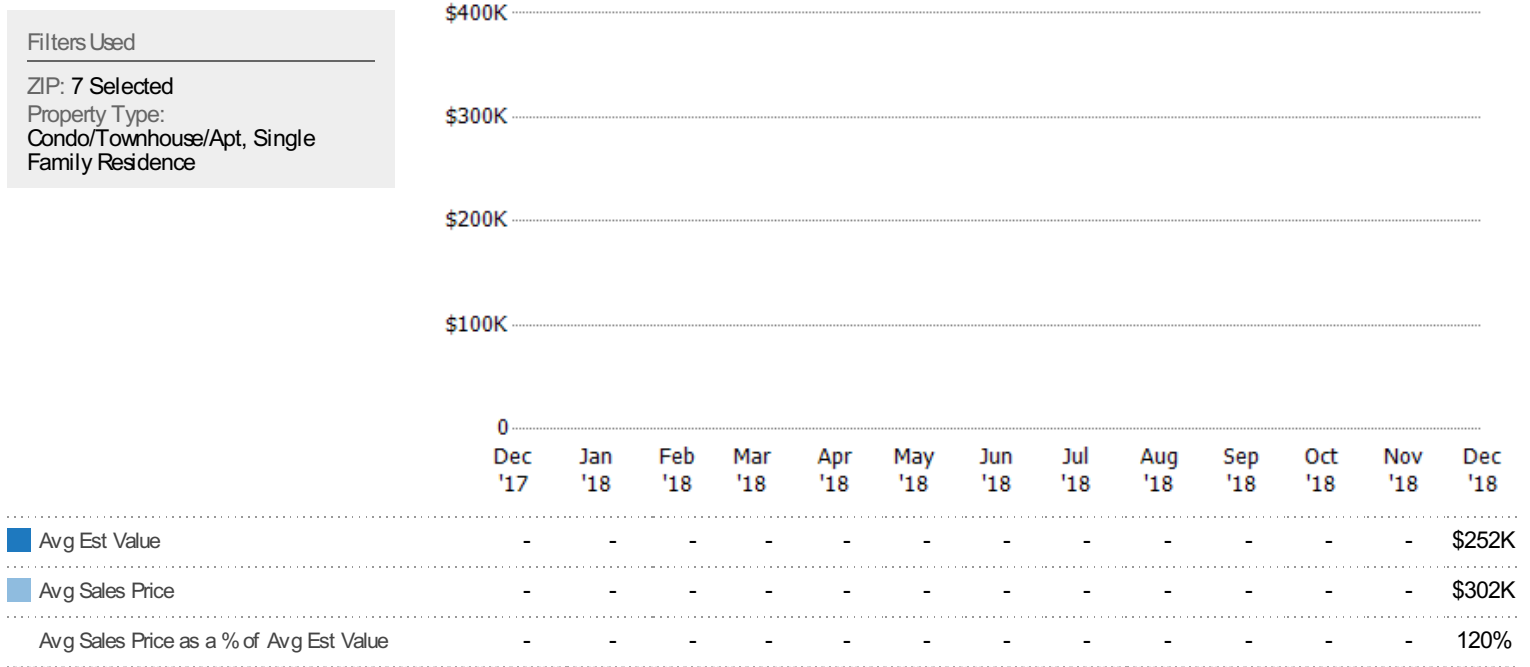 Filters Used
ZIP: 7 Selected
Property Type:
Condo/Townhouse/Apt, Single
Family Residence
$400K
$300K
$200K
$100K
0
Dec Jan Feb Mar Apr May Jun Jul Aug Sep Oct Nov Dec
'17 '18 '18 '18 '18 '18 '18 '18 '18 '18 '18 '18 '18
Avg Est Value - - - - - - - - - - - - $252K
Avg Sales Price - - - - - - - - - - - - $302K
Avg Sales Price as a % of Avg Est Value - - - - - - - - - - - - 120%